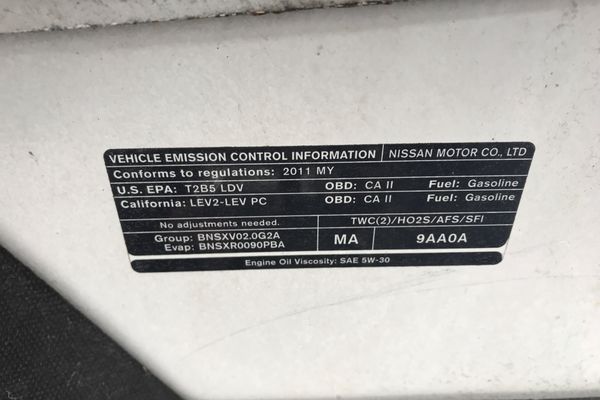 VEHICLE EMISSION CONTROL INFORMATION NISSAN MOTOR CO., LTD
Conforms to regulations: 2011 MY
U.S. EPA: T2B5 LDV OBD: CA II Fuel: Gasoline
California: LEV2-LEV PC OBD: CA II Fuel: Gasoline
No adjustments needed. TWC(2)/HO2S/AFS/SFI
Group: BNSXV02.0G2A
Evap: BNSXR0090PBA MA 9AA0A
Engine Oil Viscosity: SAE 5W-30